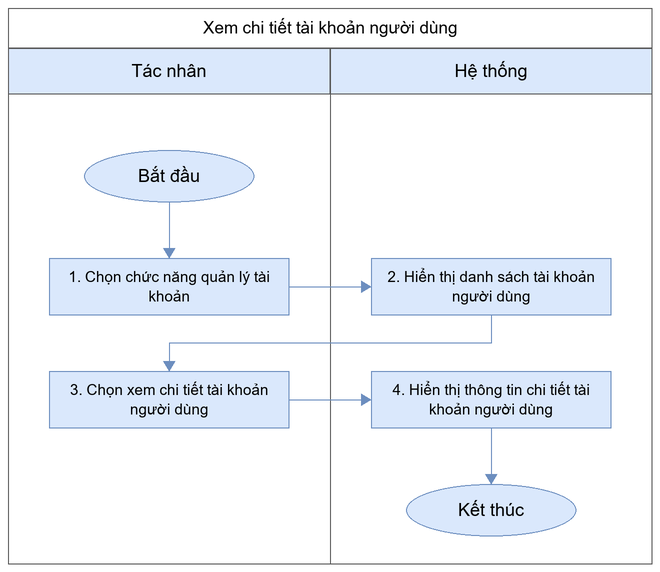 Xem chi tiết tài khoản người dùng
Tác nhân
Hệ thống
Bắt đầu
1. Chọn chức năng quản lý tài
khoản
2. Hiển thị danh sách tài khoản
người dùng
3. Chọn xem chi tiết tài khoản
người dùng
4. Hiển thị thông tin chi tiết tài
khoản người dùng
Kết thúc